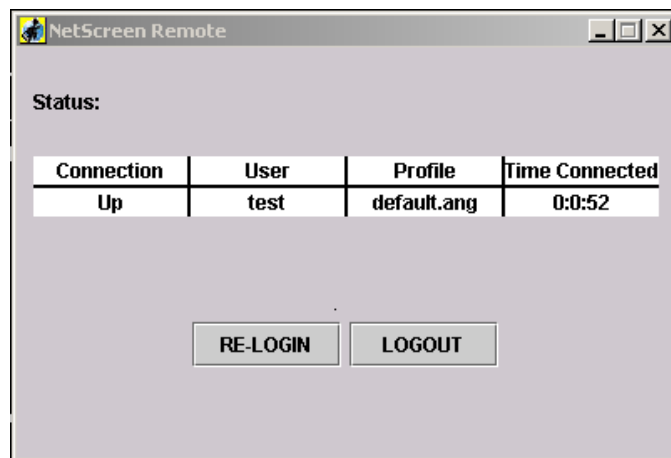 NetScreen Remote
Status:
Connection User Profile Time Connected
Up test default.ang 0:0:52
RE-LOGIN LOGOUT